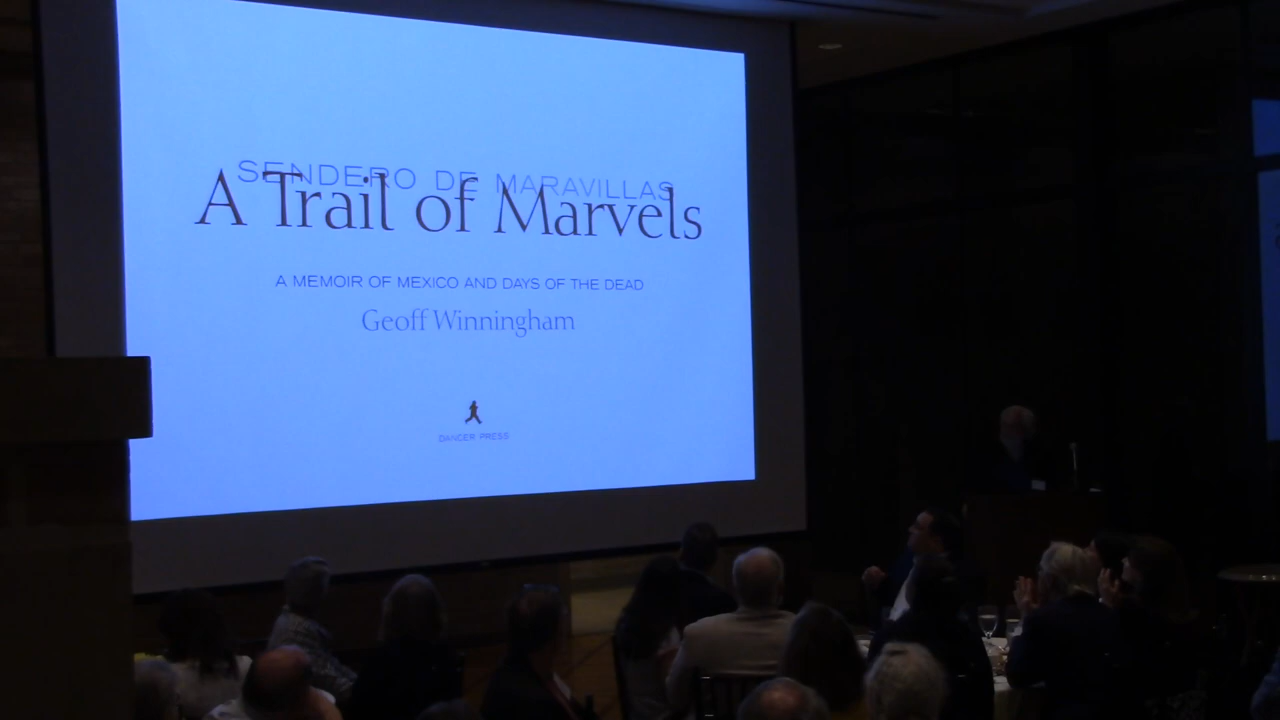 SENDERO DE MARAVILLAS
A Trail of Marvels
A MEMOIR OF MEXICO AND DAYS OF THE DEAD
Geoff Winningham
DANCER PRESS